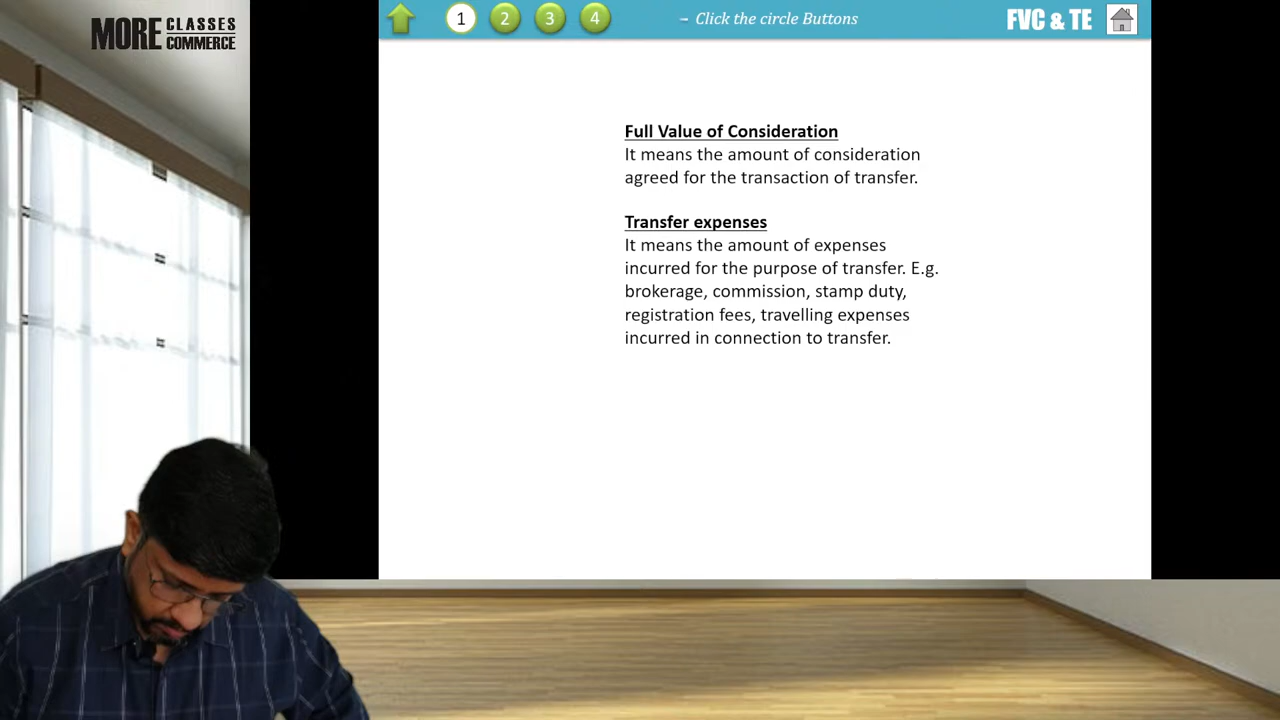 MORE CLASSES COMMERCE
1 2 3 4 – Click the circle Buttons FVC & TE
Full Value of Consideration
It means the amount of consideration
agreed for the transaction of transfer.
Transfer expenses
It means the amount of expenses
incurred for the purpose of transfer. E.g.
brokerage, commission, stamp duty,
registration fees, travelling expenses
incurred in connection to transfer.